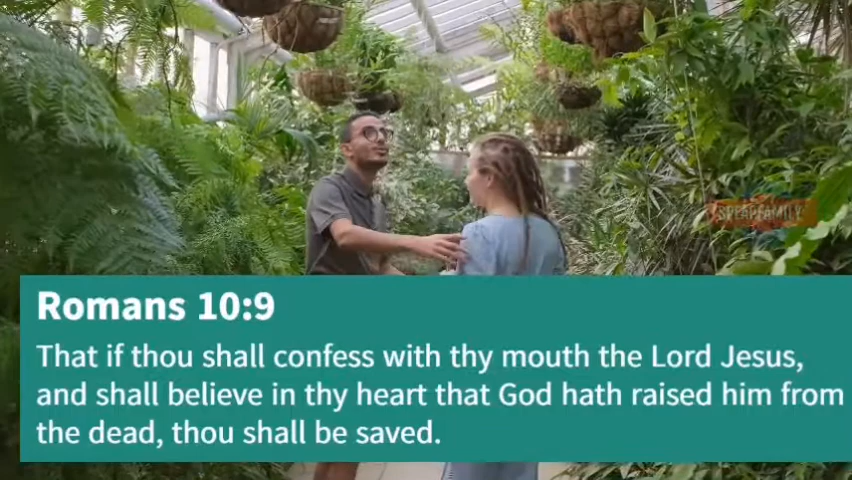 SPEAPFAMILY
Romans 10:9
That if thou shall confess with thy mouth the Lord Jesus,
and shall believe in thy heart that God hath raised him from
the dead, thou shall be saved.